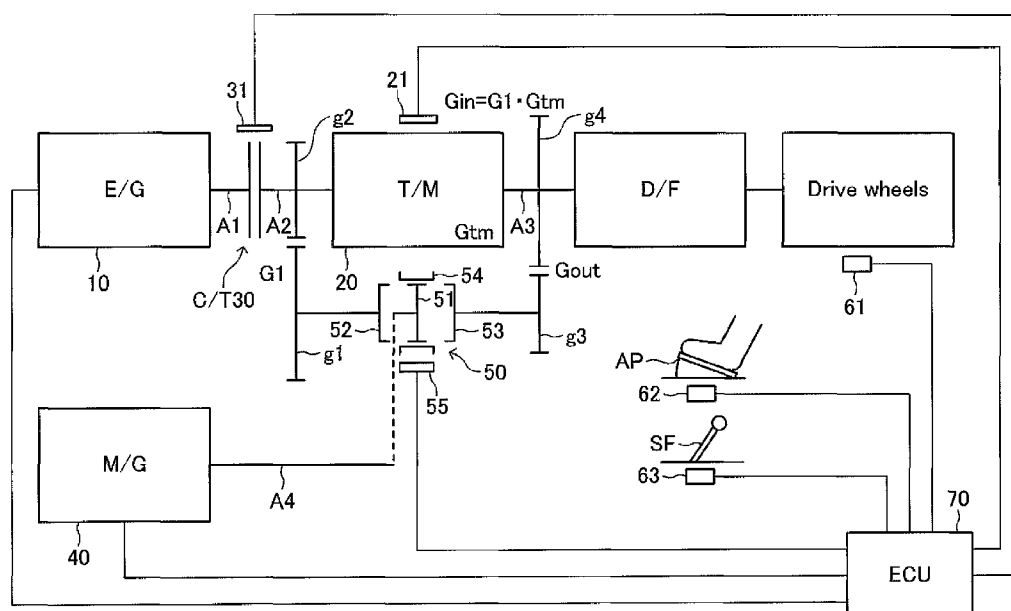 31
21
Gin=G1・Gtm
g2
g4
E/G
T/M
D/F
Drive wheels
A1
A2
A3
Gtm
10
C/T30
G1
20
54
51
Gout
61
52
53
g1
50
g3
55
AP
62
M/G
SF
A4
63
70
40
ECU